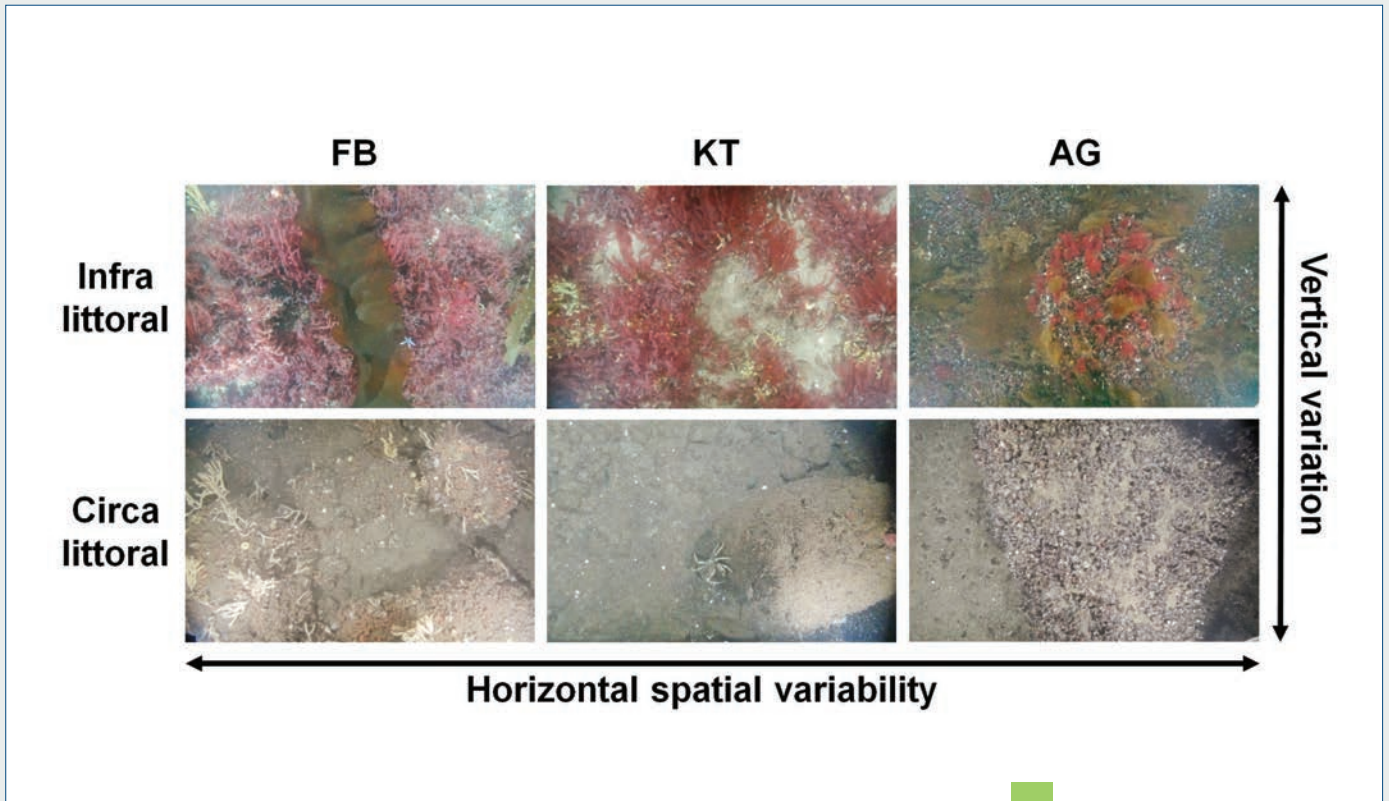 FB KT AG
Infra
littoral
Circa
littoral
Vertical variation
Horizontal spatial variability